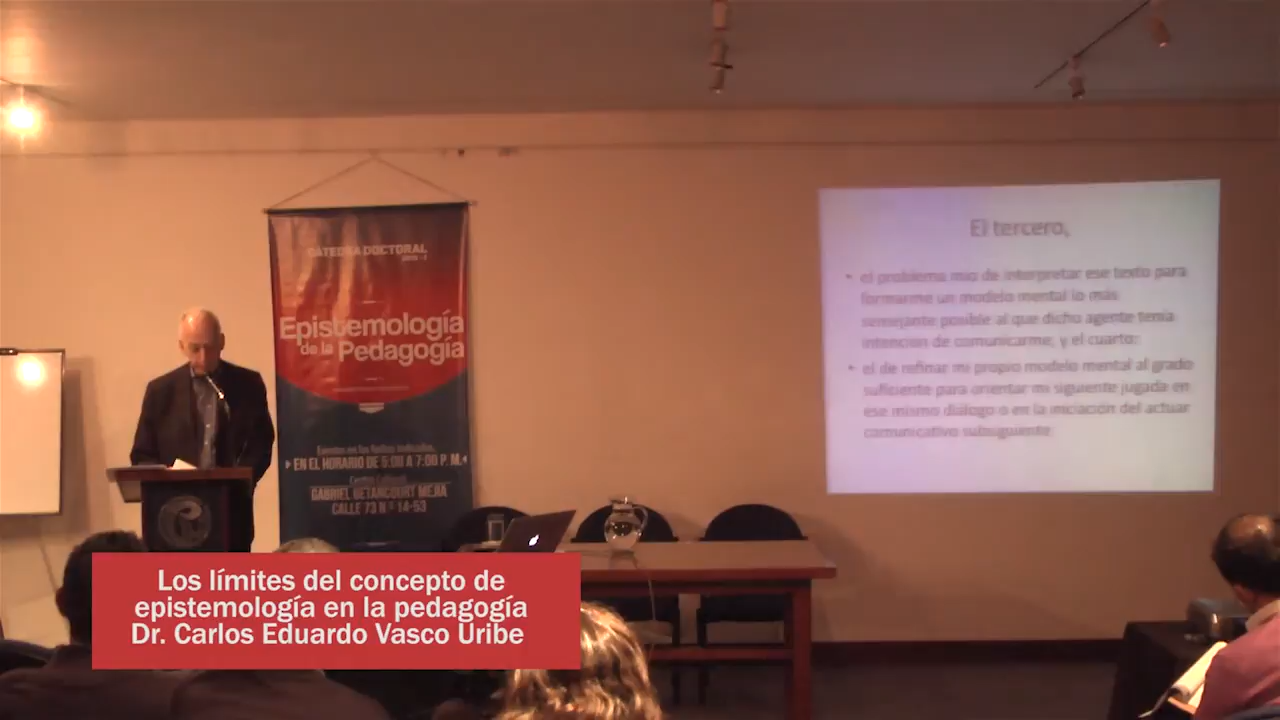 CÁTEDRA DOCTORAL
Epistemología
de la Pedagogía
EN EL HORARIO DE 5:00 A 7:00 P.M.
Centro Cultural
GABRIEL BETANCOURT MEJIA
CALLE 73 N.º 14-53
El tercero,
• el problema mio de interpretar ese texto para
formarme un modelo mental lo más
semejante posible al que dicho agente tenía
intención de comunicarme; y el cuarto:
• el de refinar mi propio modelo mental al grado
suficiente para orientar mi siguiente jugada en
ese mismo diálogo o en la iniciación del actuar
comunicativo subsiguiente
Los límites del concepto de
epistemología en la pedagogía
Dr. Carlos Eduardo Vasco Uribe